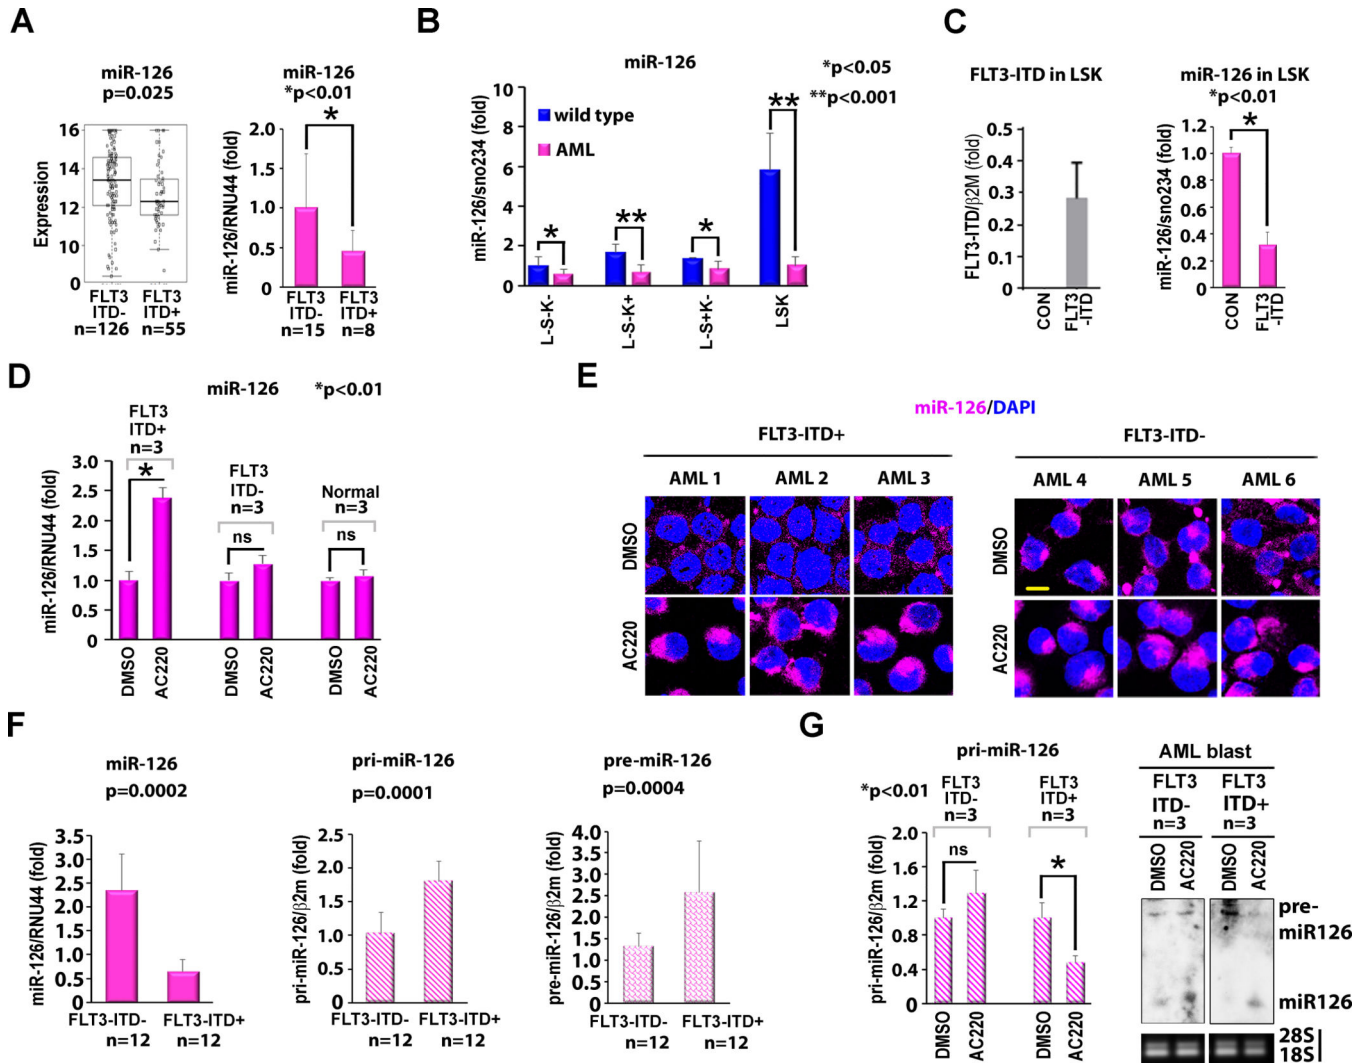 A
miR-126
p=0.025
Expression
16
14
12
10
0
FLT3
ITD-
n=126
FLT3
ITD+
n=55
miR-126
*p<0.01
*
miR-126/RNU44 (fold)
2.0
1.5
1.0
0.5
0
FLT3
ITD-
n=15
FLT3
ITD+
n=8
B
miR-126
*p<0.05
**p<0.001
miR-126/sno234 (fold)
10
8
6
4
2
0
wild type
AML
*
**
*
**
L-S-K-
L-S-K+
L-S+K-
LSK
C
FLT3-ITD in LSK
FLT3-ITD/β2M (fold)
0.5
0.4
0.3
0.2
0.1
0
CON
FLT3
-ITD
miR-126 in LSK
*p<0.01
*
miR-126/sno234 (fold)
1.2
1.0
0.8
0.6
0.4
0.2
0
CON
FLT3
-ITD
D
miR-126
*p<0.01
miR-126/RNU44 (fold)
3.0
2.5
2.0
1.5
1.0
0.5
0
FLT3
ITD+
n=3
*
FLT3
ITD-
n=3
ns
Normal
n=3
ns
DMSO
AC220
DMSO
AC220
DMSO
AC220
E
miR-126/DAPI
FLT3-ITD+
FLT3-ITD-
AML 1
AML 2
AML 3
AML 4
AML 5
AML 6
DMSO
AC220
DMSO
AC220
F
miR-126
p=0.0002
miR-126/RNU44 (fold)
3.5
3.0
2.5
2.0
1.5
1.0
0.5
0
FLT3-ITD-
n=12
FLT3-ITD+
n=12
pri-miR-126
p=0.0001
pri-miR-126/β2m (fold)
2.5
2.0
1.5
1.0
0.5
0
FLT3-ITD-
n=12
FLT3-ITD+
n=12
pre-miR-126
p=0.0004
pre-miR-126/β2m (fold)
4.0
3.5
3.0
2.5
2.0
1.5
1.0
0.5
0
FLT3-ITD-
n=12
FLT3-ITD+
n=12
G
pri-miR-126
*p<0.01
FLT3
ITD-
n=3
FLT3
ITD+
n=3
ns
*
pri-miR-126/β2m (fold)
2.0
1.6
1.2
0.8
0.4
0
DMSO
AC220
DMSO
AC220
AML blast
FLT3
ITD-
n=3
FLT3
ITD+
n=3
DMSO
AC220
DMSO
AC220
pre-
miR126
miR126
28S
18S